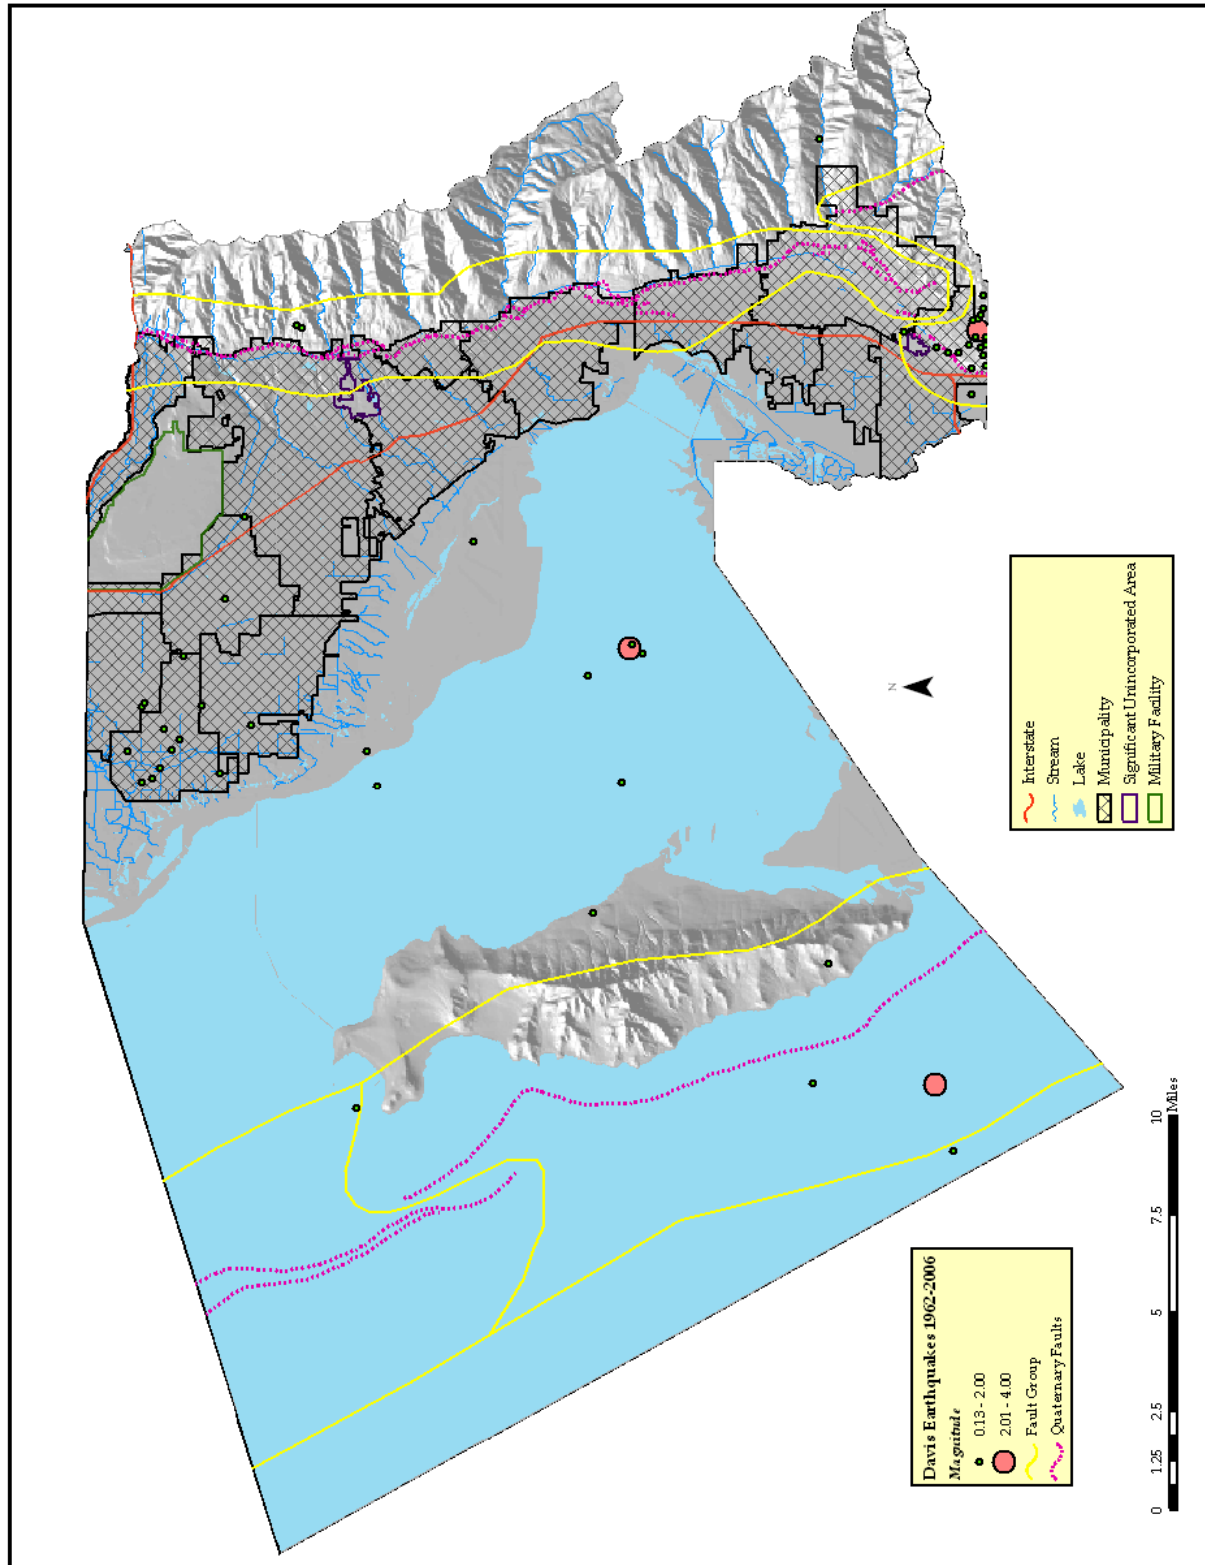 N
Interstate
Stream
Lake
Municipality
Significant Unincorporated Area
Military Facility
Davis Earthquakes 1962-2006
Magnitude
0.13 - 2.00
2.01 - 4.00
Fault Group
Quaternary Faults
0 1.25 2.5 5 7.5 10
Miles